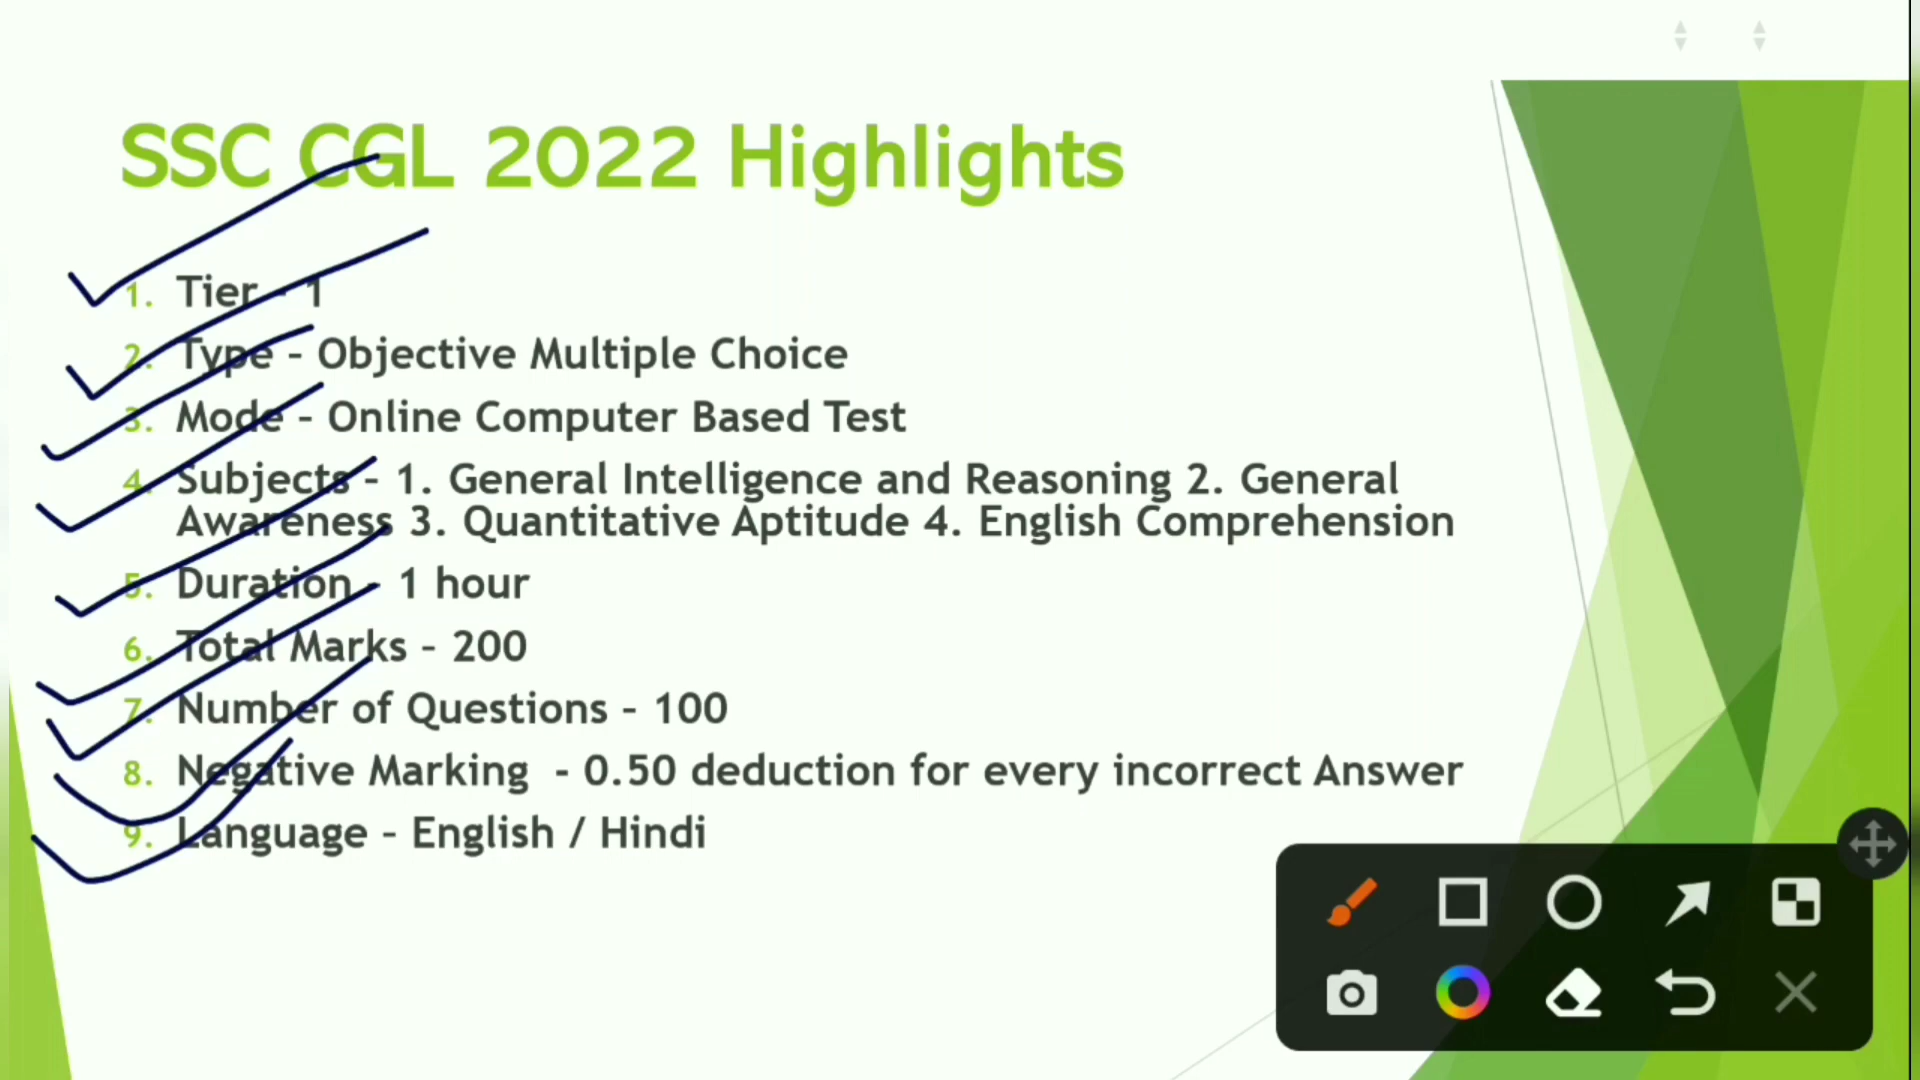 SSC CGL 2022 Highlights
1. Tier - 1
2. Type – Objective Multiple Choice
3. Mode – Online Computer Based Test
4. Subjects – 1. General Intelligence and Reasoning 2. General
Awareness 3. Quantitative Aptitude 4. English Comprehension
5. Duration - 1 hour
6. Total Marks – 200
7. Number of Questions – 100
8. Negative Marking  - 0.50 deduction for every incorrect Answer
9. Language – English / Hindi